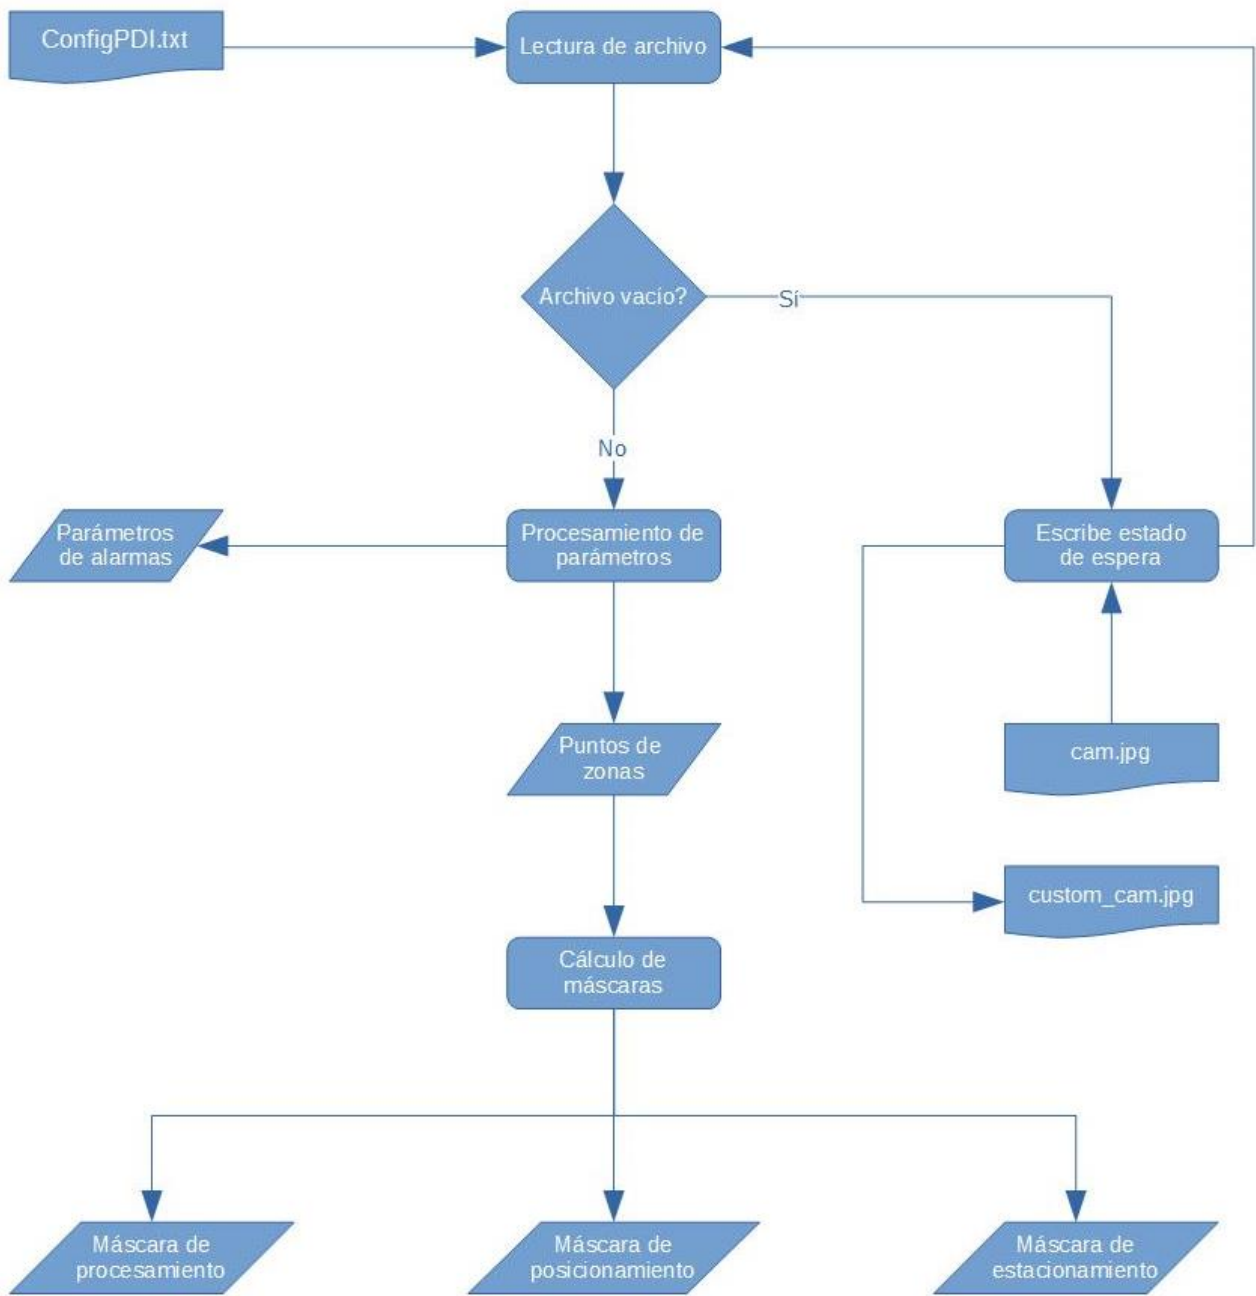 ConfigPDI.txt
Lectura de archivo
Archivo vacío?
Sí
No
Parámetros
de alarmas
Procesamiento de
parámetros
Escribe estado
de espera
Puntos de
zonas
cam.jpg
custom_cam.jpg
Cálculo de
máscaras
Máscara de
procesamiento
Máscara de
posicionamiento
Máscara de
estacionamiento